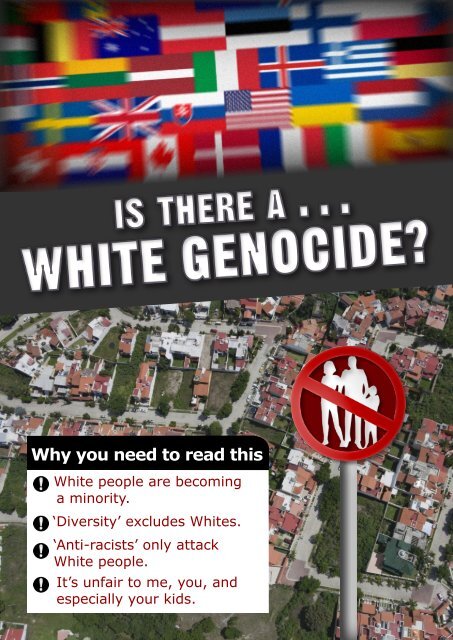 IS THERE A . . .
WHITE GENOCIDE?
Why you need to read this
White people are becoming
a minority.
‘Diversity’ excludes Whites.
‘Anti-racists’ only attack
White people.
It’s unfair to me, you, and
especially your kids.